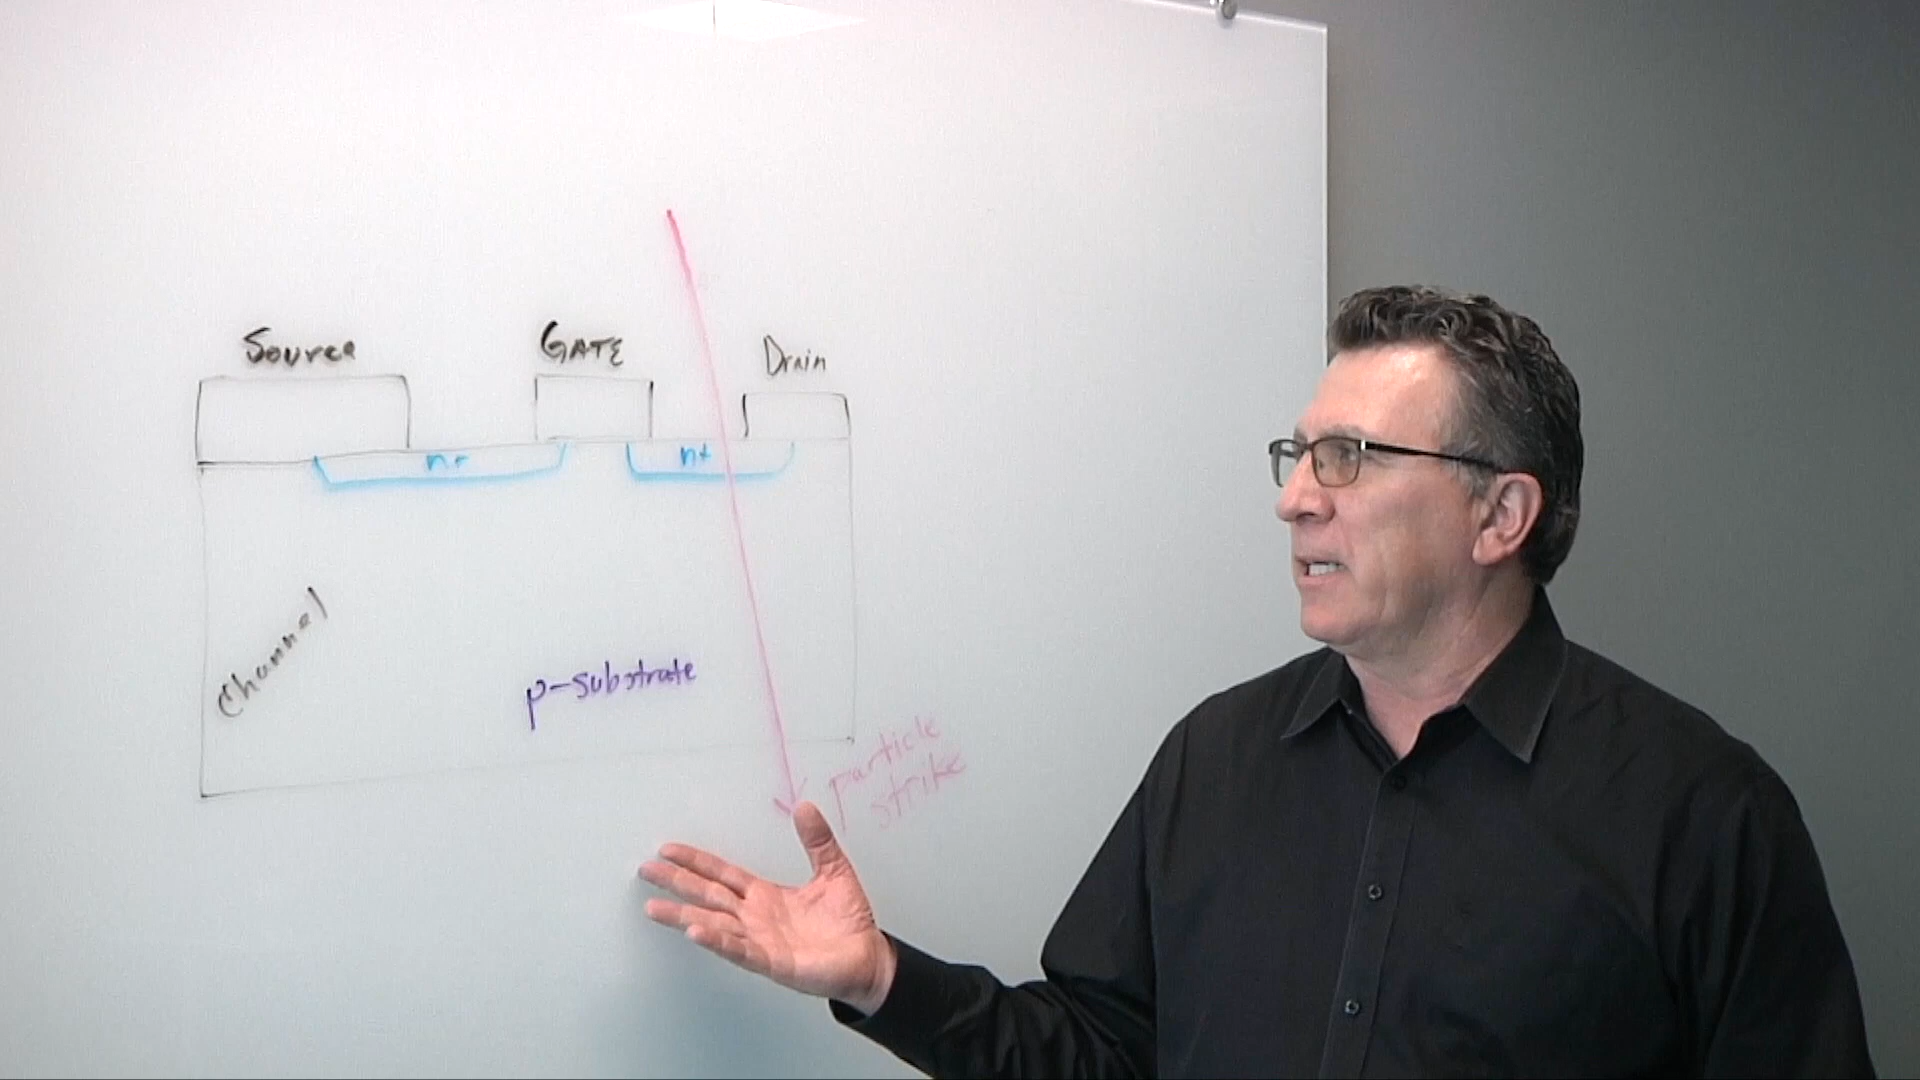 Source
GATE
Drain
n+
n+
Channel
p-substrate
particle
strike